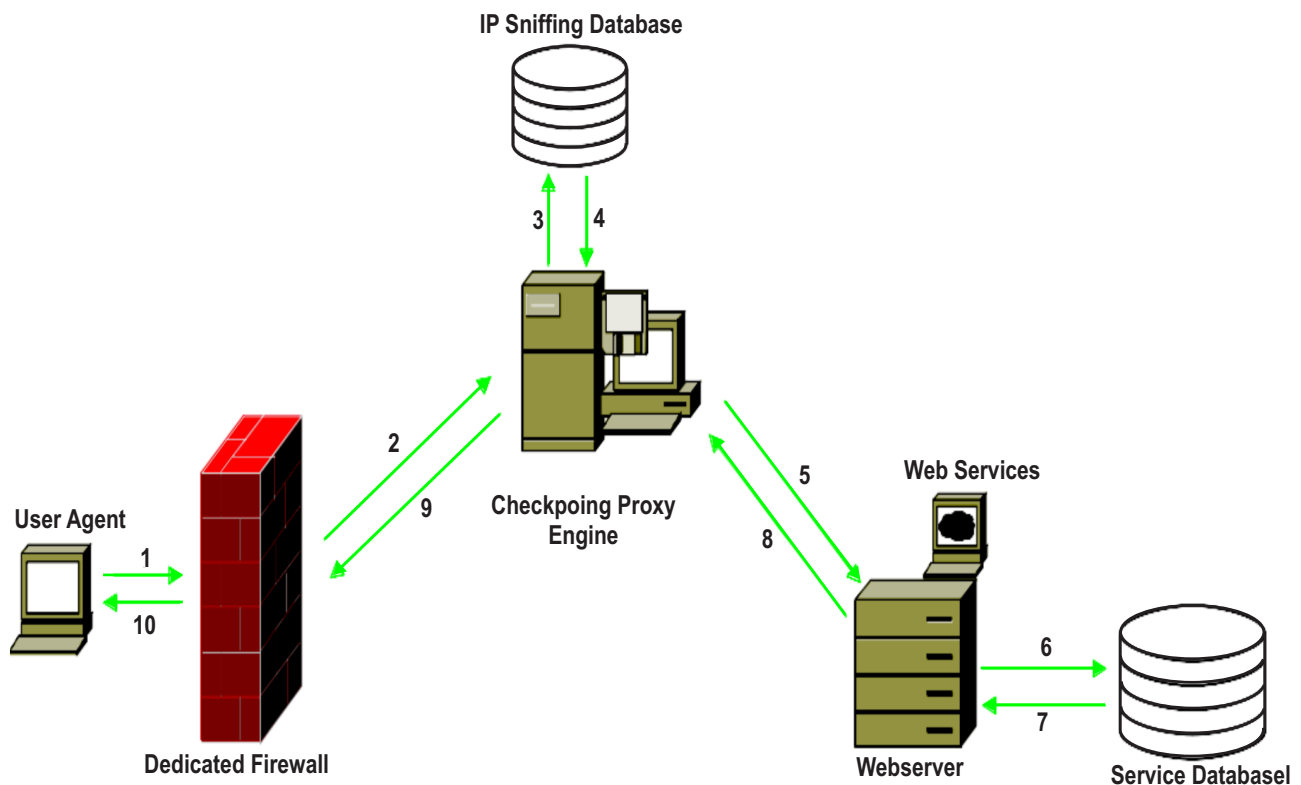 IP Sniffing Database
3
4
2
9
Checkpoing Proxy
Engine
5
8
Web Services
User Agent
1
10
6
7
Dedicated Firewall
Webserver
Service Databasel